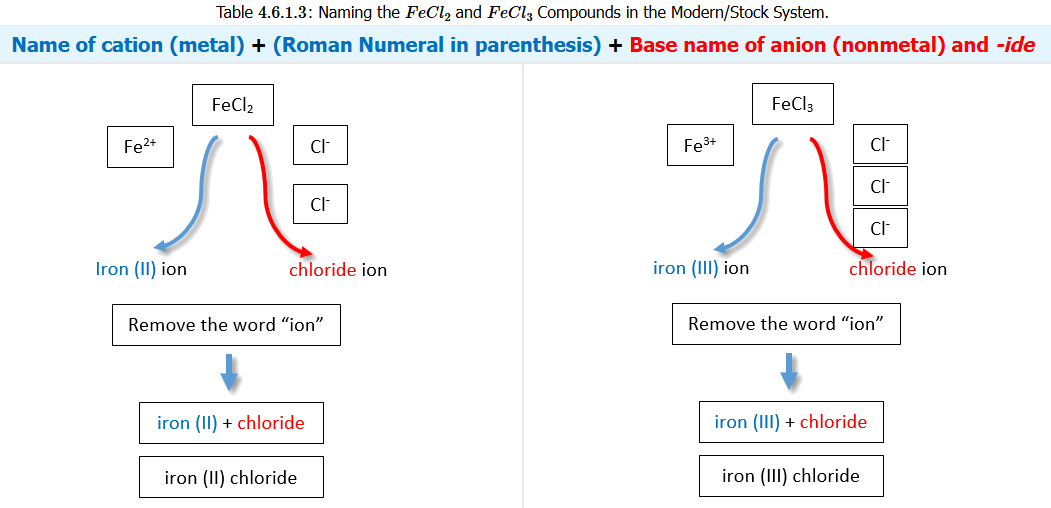 Table 4.6.1.3: Naming the FeCl₂ and FeCl₃ Compounds in the Modern/Stock System.
Name of cation (metal) + (Roman Numeral in parenthesis) + Base name of anion (nonmetal) and -ide
FeCl₂
Fe²⁺
Cl⁻
Cl⁻
Iron (II) ion
chloride ion
Remove the word “ion”
iron (II) + chloride
iron (II) chloride
FeCl₃
Fe³⁺
Cl⁻
Cl⁻
Cl⁻
iron (III) ion
chloride ion
Remove the word “ion”
iron (III) + chloride
iron (III) chloride